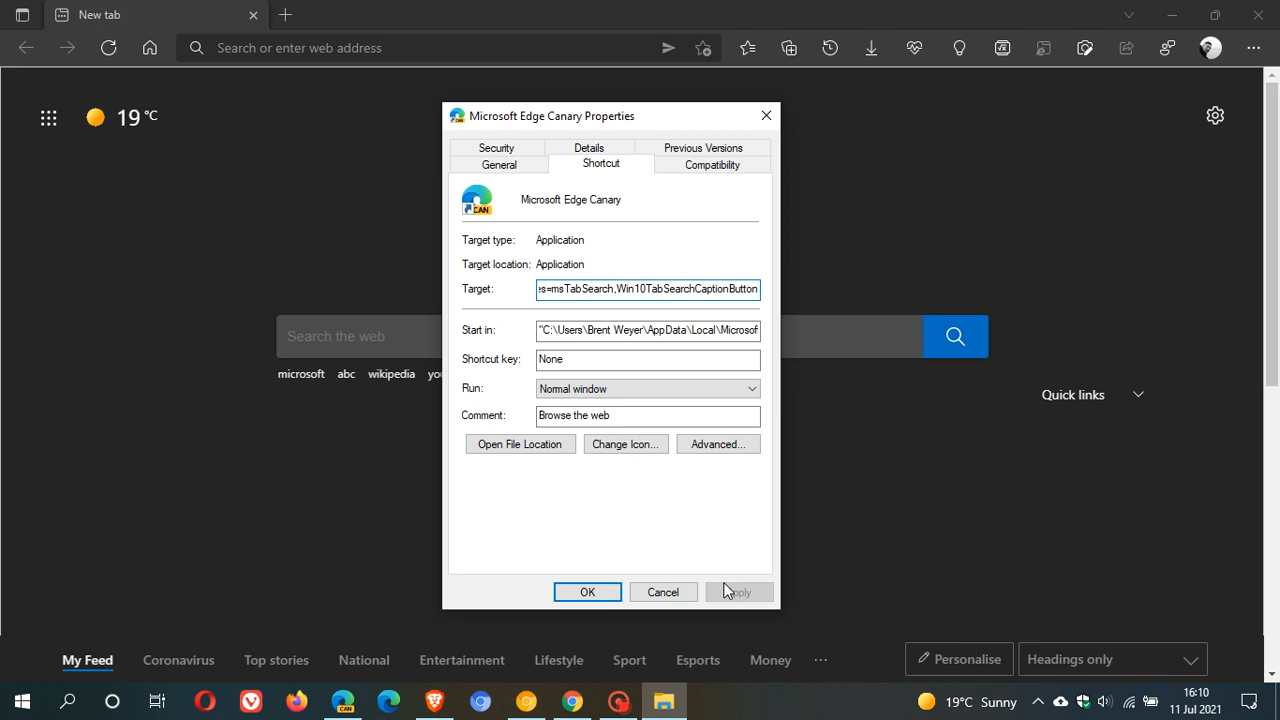 New tab
Search or enter web address
19 °C
Microsoft Edge Canary Properties
Security Details Previous Versions
General Shortcut Compatibility
CAN Microsoft Edge Canary
Target type: Application
Target location: Application
Target: es=msTabSearch,Win10TabSearchCaptionButton
Start in: "C:\Users\Brent Weyer\AppData\Local\Microsof
Shortcut key: None
Run: Normal window
Comment: Browse the web
Open File Location Change Icon... Advanced...
OK Cancel Apply
Search the web
microsoft abc wikipedia
Quick links
My Feed Coronavirus Top stories National Entertainment Lifestyle Sport Esports Money ... Personalise Headings only
CAN 19°C Sunny 16:10
11 Jul 2021